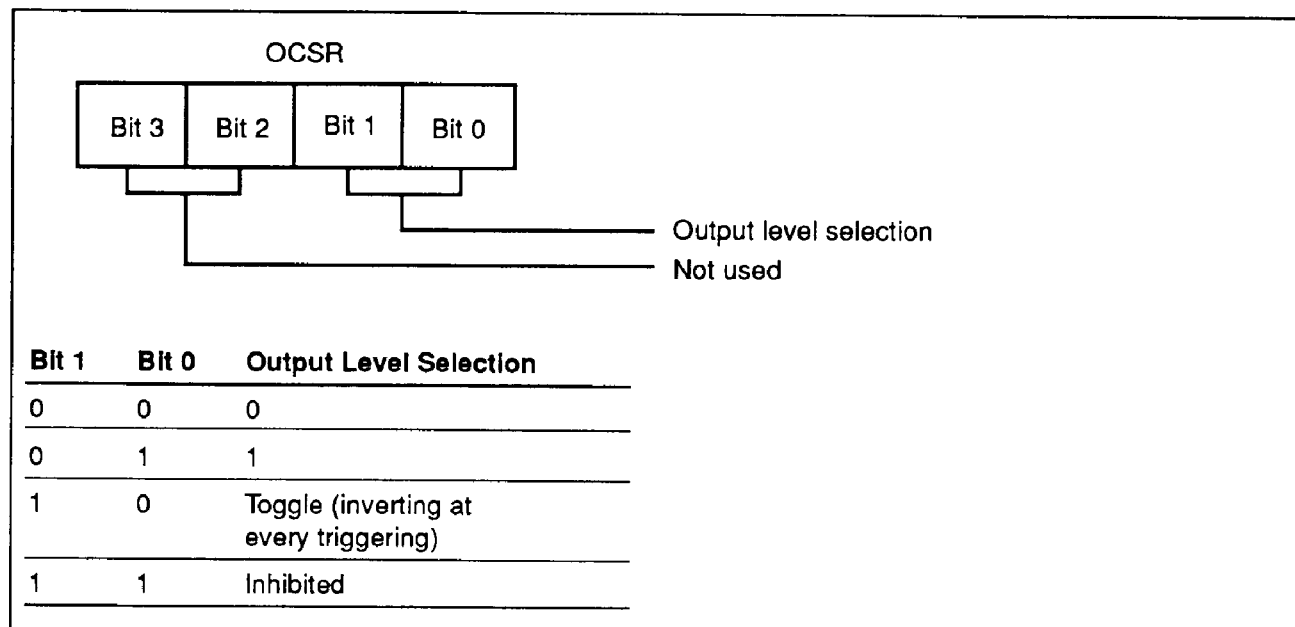 OCSR
Bit 3 Bit 2 Bit 1 Bit 0
Output level selection
Not used
Bit 1 Bit 0 Output Level Selection
0 0 0
0 1 1
1 0 Toggle (inverting at
every triggering)
1 1 Inhibited